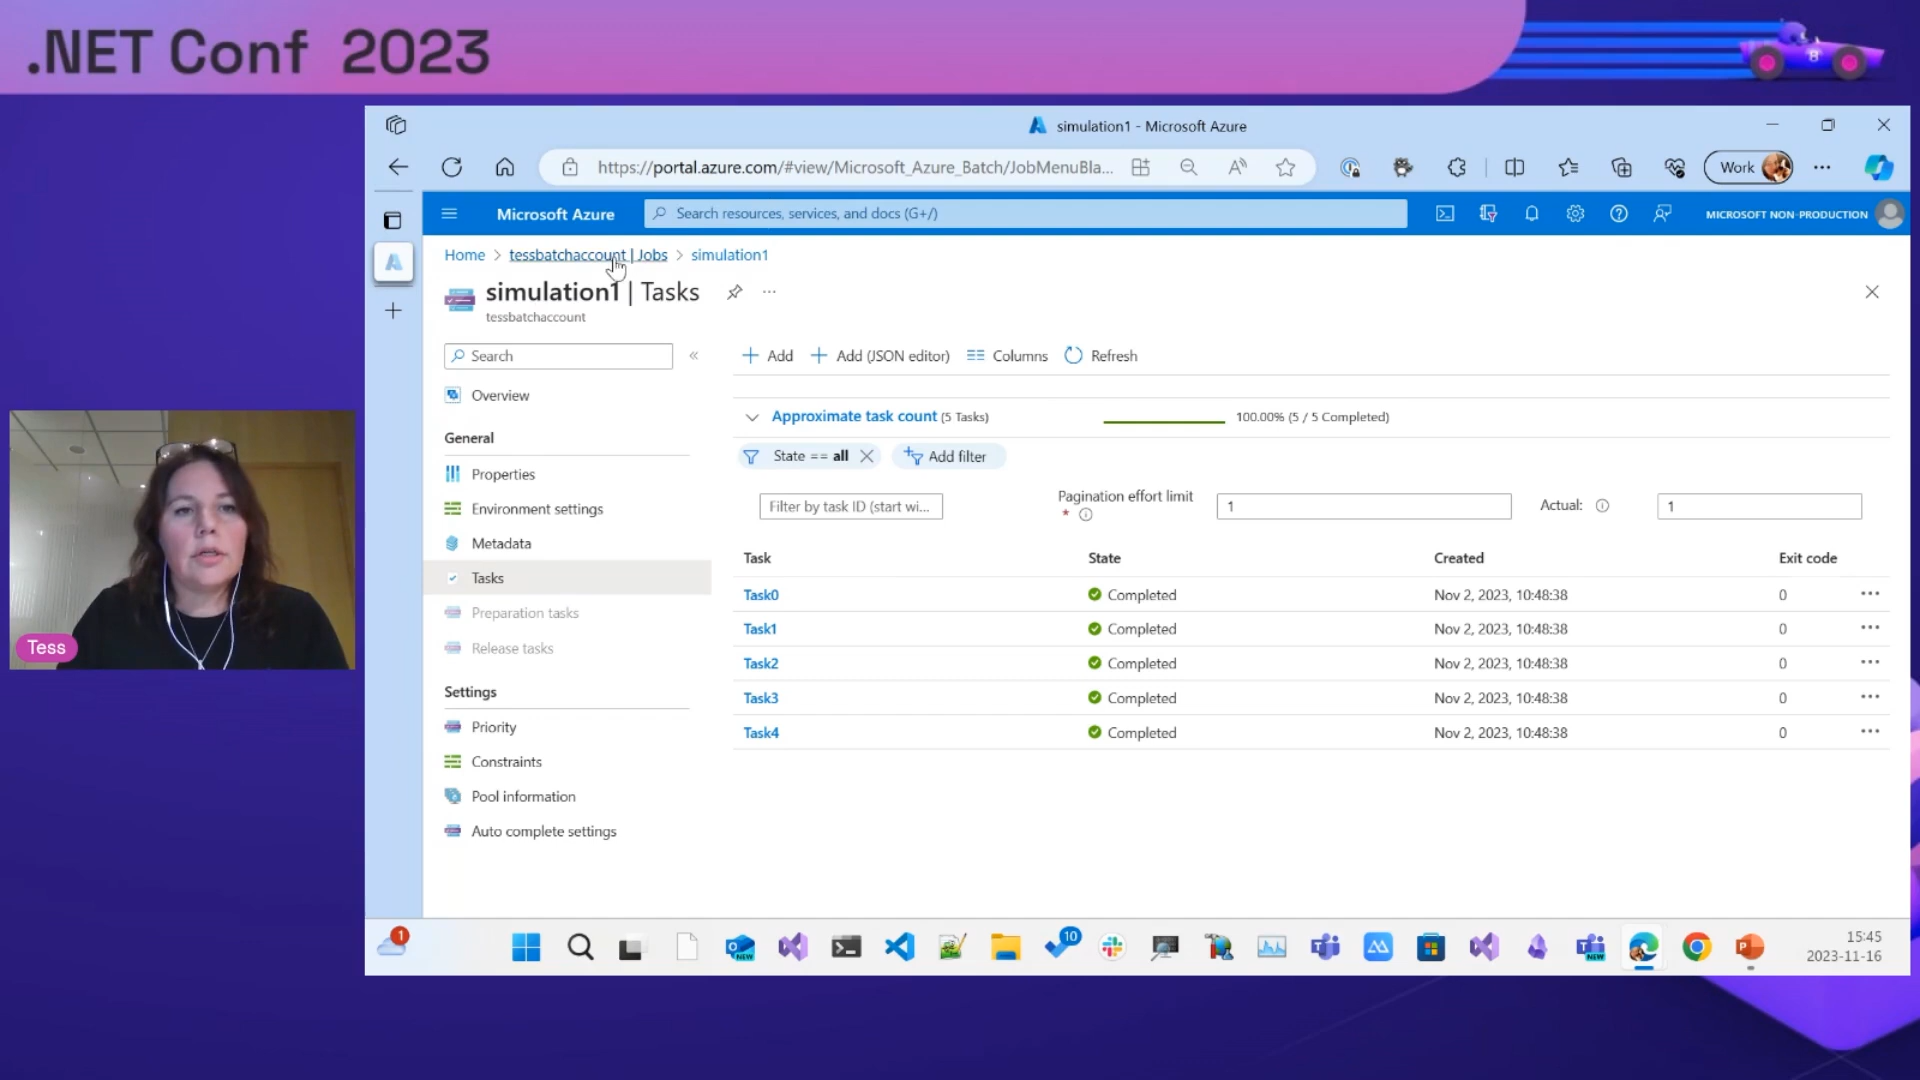 .NET Conf 2023
8
simulation1 - Microsoft Azure
https://portal.azure.com/#view/Microsoft_Azure_Batch/JobMenuBla...
Work
Microsoft Azure
Search resources, services, and docs (G+/)
MICROSOFT NON-PRODUCTION
Home > tessbatchaccount | Jobs > simulation1
simulation1 | Tasks
tessbatchaccount
Search
Overview
General
Properties
Environment settings
Metadata
Tasks
Preparation tasks
Release tasks
Settings
Priority
Constraints
Pool information
Auto complete settings
Add
Add (JSON editor)
Columns
Refresh
Approximate task count (5 Tasks)
100.00% (5 / 5 Completed)
State == all
Add filter
Filter by task ID (start wi...
Pagination effort limit
*
1
Actual:
1
Task State Created Exit code
Task0 Completed Nov 2, 2023, 10:48:38 0
Task1 Completed Nov 2, 2023, 10:48:38 0
Task2 Completed Nov 2, 2023, 10:48:38 0
Task3 Completed Nov 2, 2023, 10:48:38 0
Task4 Completed Nov 2, 2023, 10:48:38 0
Tess
1
NEW
10
NEW
15:45
2023-11-16